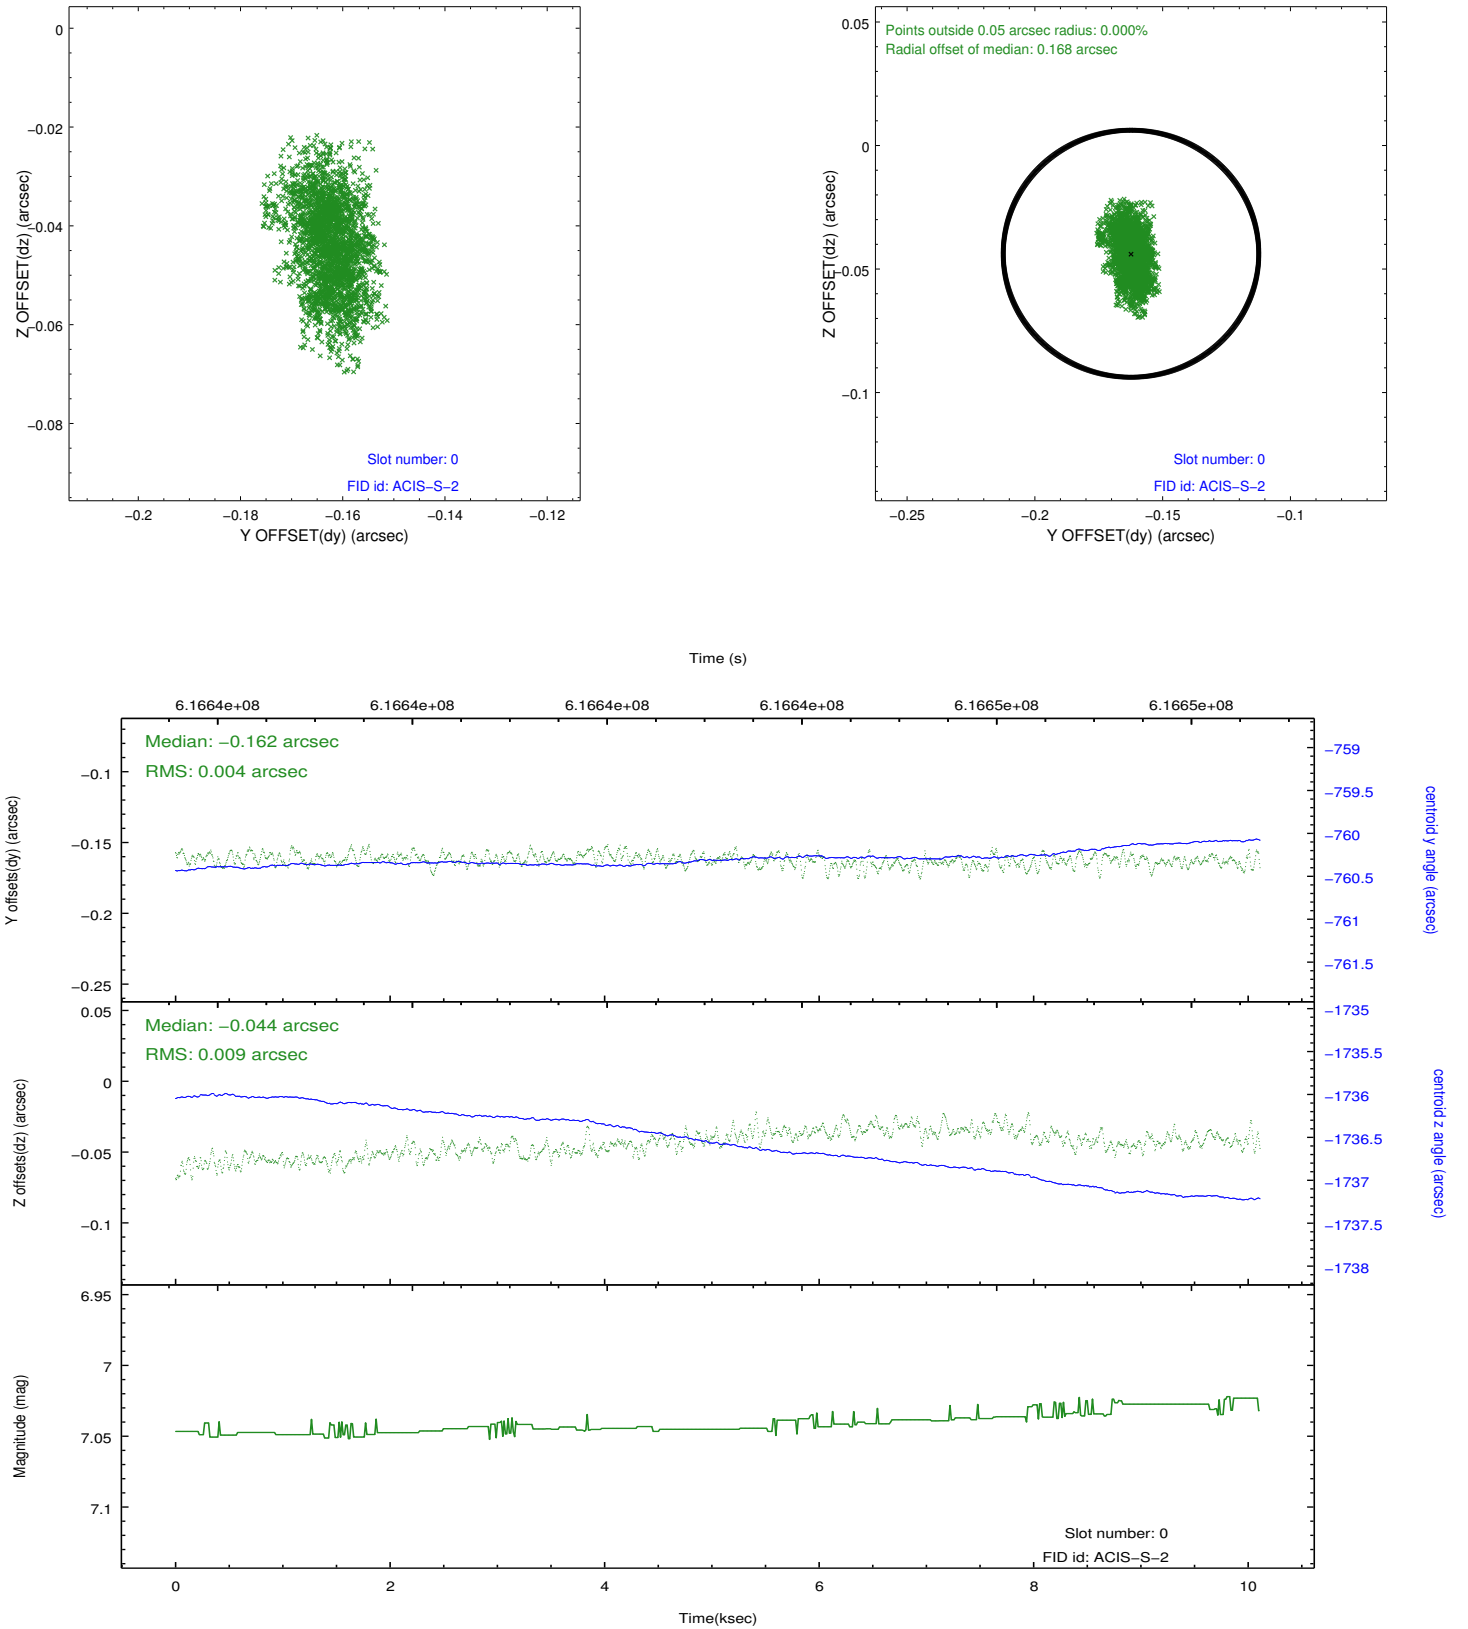 0
−0.02
−0.04
−0.06
−0.08
Z OFFSET(dz) (arcsec)
Slot number: 0
FID id: ACIS−S−2
−0.2
−0.18
−0.16
−0.14
−0.12
Y OFFSET(dy) (arcsec)
Points outside 0.05 arcsec radius: 0.000%
Radial offset of median: 0.168 arcsec
0.05
0
−0.05
−0.1
Z OFFSET(dz) (arcsec)
Slot number: 0
FID id: ACIS−S−2
−0.25
−0.2
−0.15
−0.1
Y OFFSET(dy) (arcsec)
Time (s)
6.1664e+08 6.1664e+08 6.1664e+08 6.1664e+08 6.1665e+08 6.1665e+08
Median: −0.162 arcsec
RMS: 0.004 arcsec
−0.1
−0.15
−0.2
−0.25
Y offsets(dy) (arcsec)
−759
−759.5
−760
−760.5
−761
−761.5
centroid y angle (arcsec)
Median: −0.044 arcsec
RMS: 0.009 arcsec
0.05
0
−0.05
−0.1
Z offsets(dz) (arcsec)
−1735
−1735.5
−1736
−1736.5
−1737
−1737.5
−1738
centroid z angle (arcsec)
6.95
7
7.05
7.1
Magnitude (mag)
Slot number: 0
FID id: ACIS−S−2
0 2 4 6 8 10
Time(ksec)